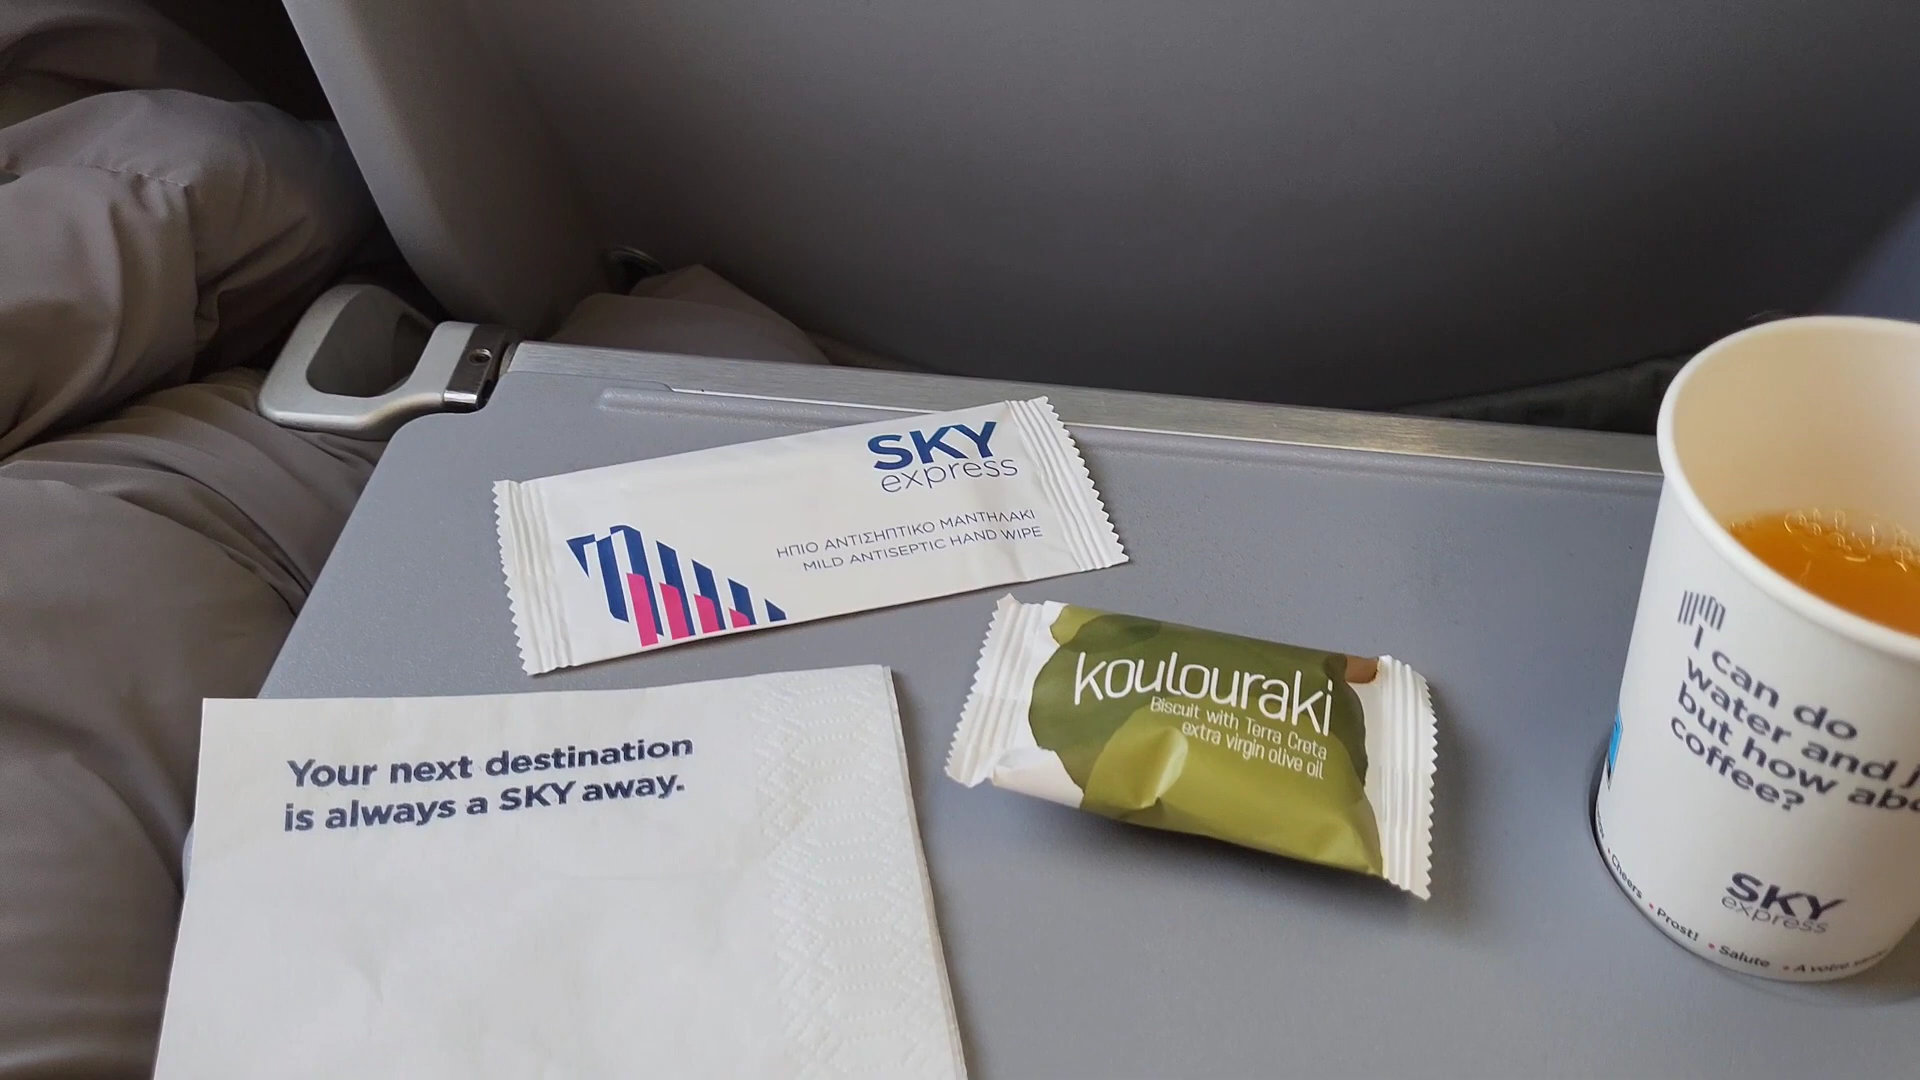 SKY
express
ΗΠΙΟ ΑΝΤΙΣΗΠΤΙΚΟ ΜΑΝΤΗΛΑΚΙ
MILD ANTISEPTIC HAND WIPE
koulouraki
Biscuit with Terra Creta
extra virgin olive oil
Your next destination
is always a SKY away.
I can do
water and
but how
coffee?
SKY
express
• Cheers • Prost! • Salute • A votre